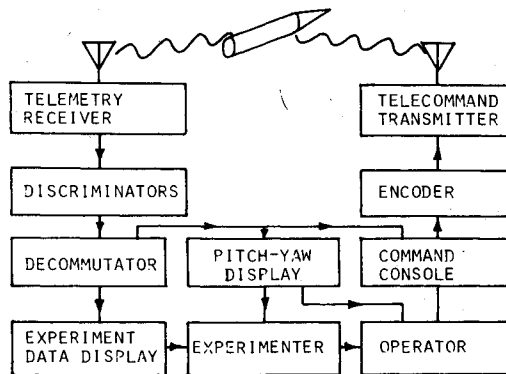 TELEMETRY
RECEIVER
TELECOMMAND
TRANSMITTER
DISCRIMINATORS
ENCODER
DECOMMUTATOR
PITCH-YAW
DISPLAY
COMMAND
CONSOLE
EXPERIMENT
DATA DISPLAY
EXPERIMENTER
OPERATOR